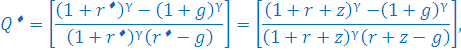 Q^♦ = [((1 + r^♦)^γ − (1 + g)^γ) / ((1 + r^♦)^γ (r^♦ − g))] = [((1 + r + z)^γ −(1 + g)^γ) / ((1 + r + z)^γ (r + z − g))],